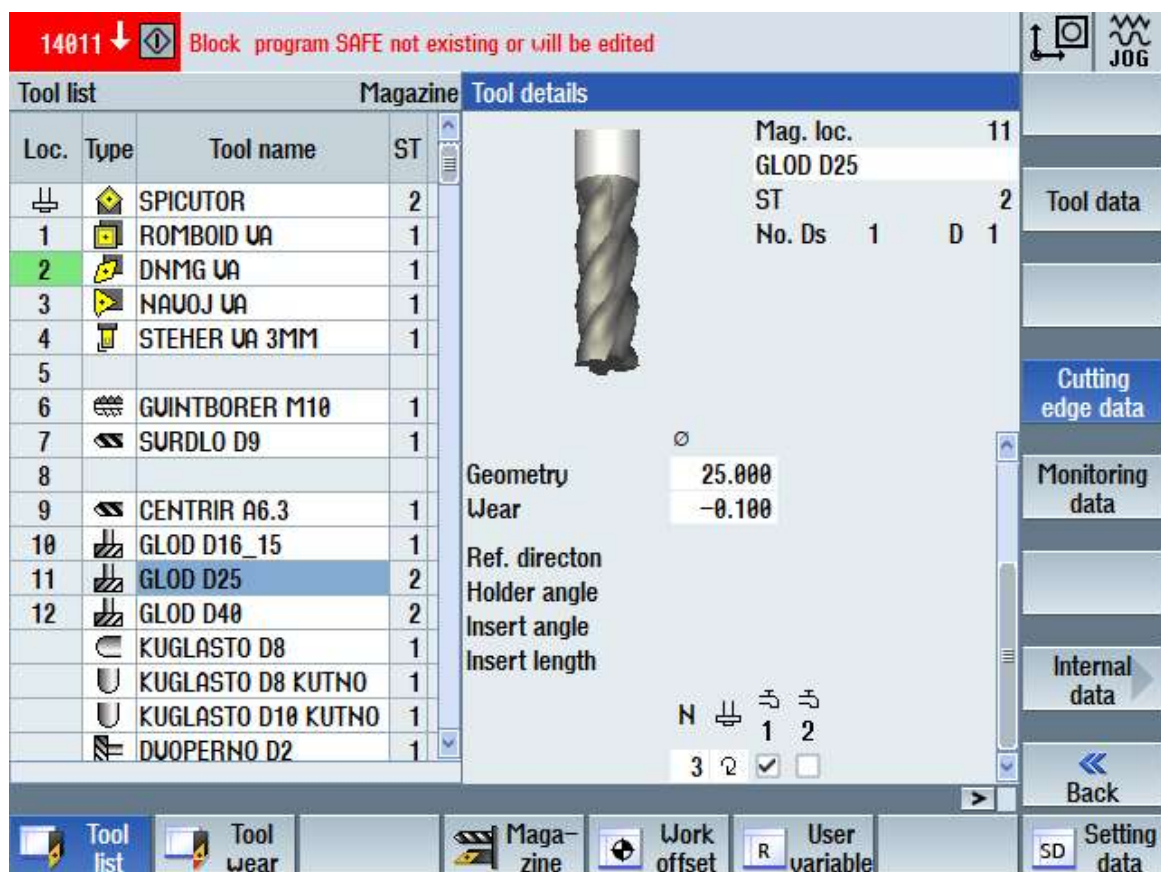 14011 Block program SAFE not existing or will be edited
JOG
Tool list Magazine
Loc. Type Tool name ST
SPICUTOR 2
1 ROMBOID VA 1
2 DNMG VA 1
3 NAVOJ VA 1
4 STEHER VA 3MM 1
5
6 GVINTBORER M10 1
7 SVRDLO D9 1
8
9 CENTRIR A6.3 1
10 GLOD D16_15 1
11 GLOD D25 2
12 GLOD D40 2
KUGLASTO D8 1
KUGLASTO D8 KUTNO 1
KUGLASTO D10 KUTNO 1
DVOPERNO D2 1
Tool details
Mag. loc. 11
GLOD D25
ST 2
No. Ds 1 D 1
Ø
Geometry 25.000
Wear -0.100
Ref. directon
Holder angle
Insert angle
Insert length
N 1 2
3
>
Tool data
Cutting
edge data
Monitoring
data
Internal
data
Back
Tool
list
Tool
wear
Maga-
zine
Work
offset
R User
variable
SD Setting
data